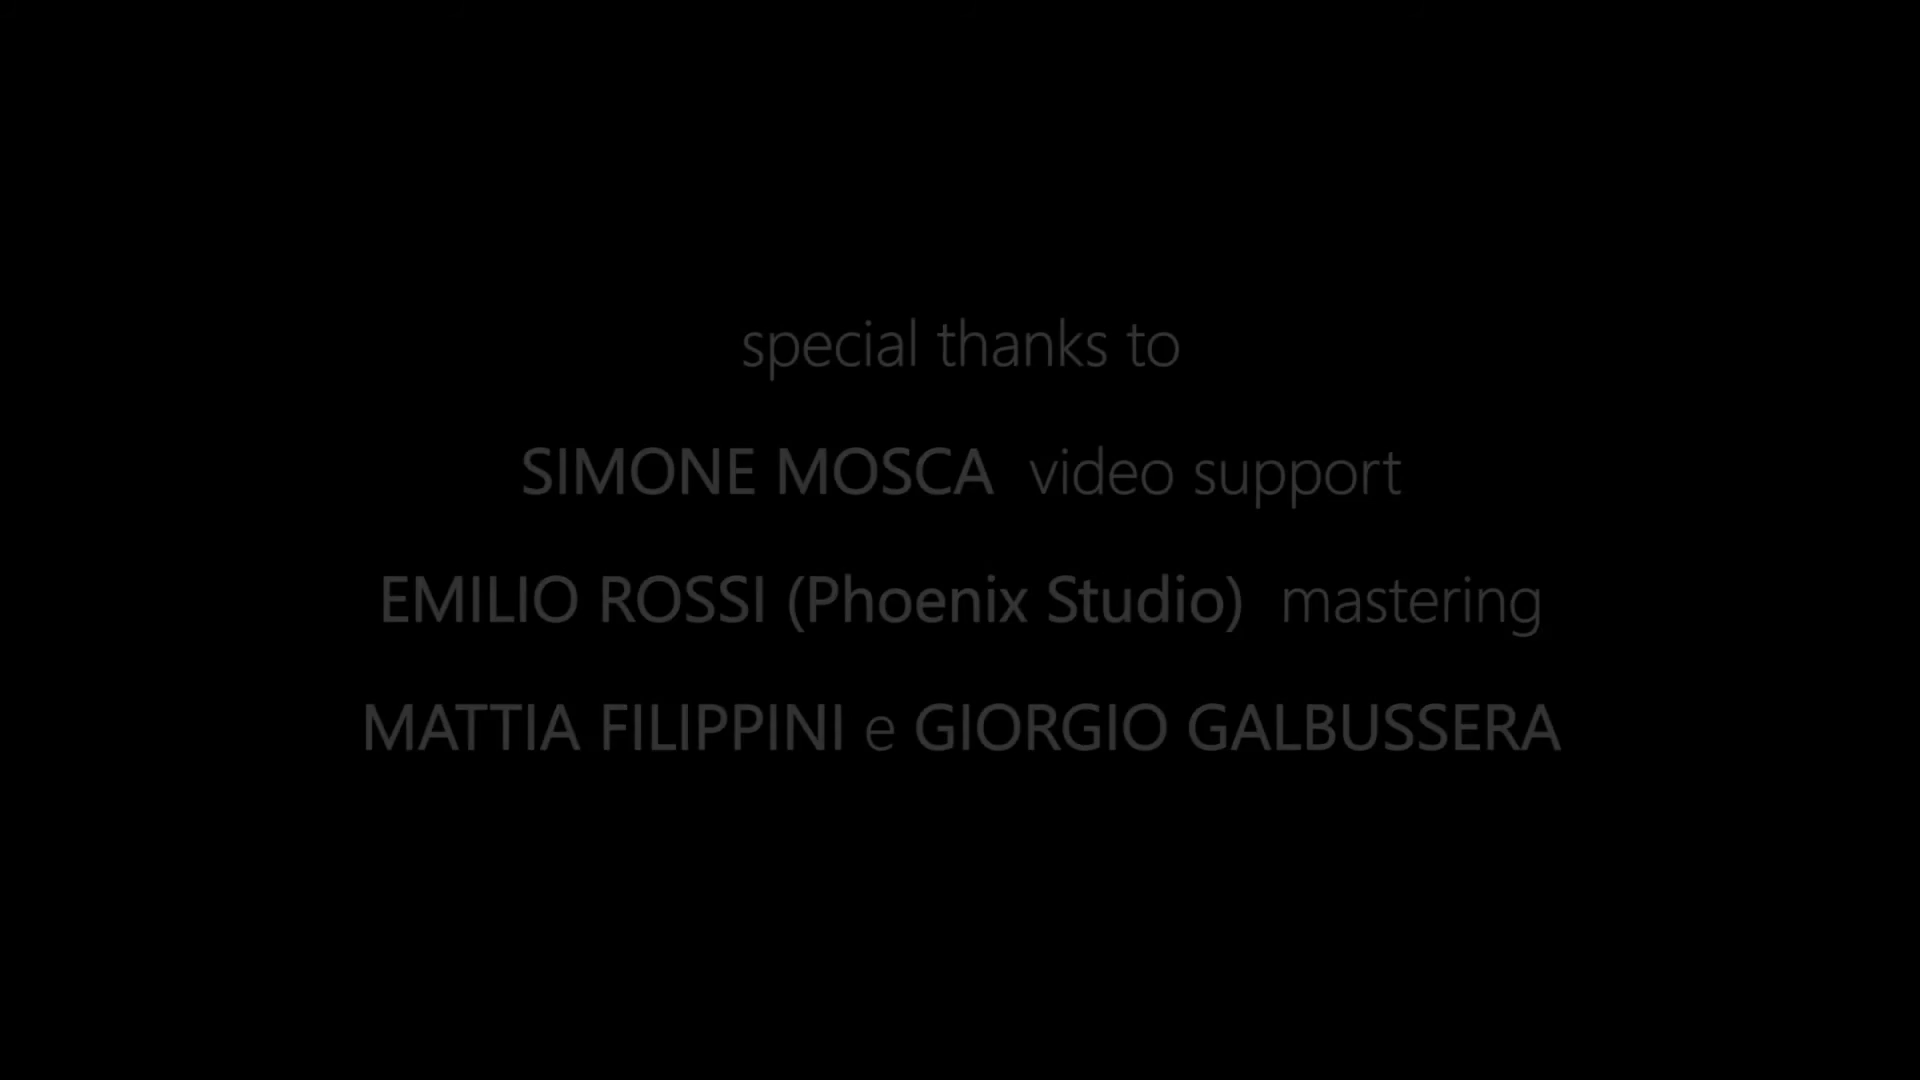 special thanks to
SIMONE MOSCA video support
EMILIO ROSSI (Phoenix Studio) mastering
MATTIA FILIPPINI e GIORGIO GALBUSSERA